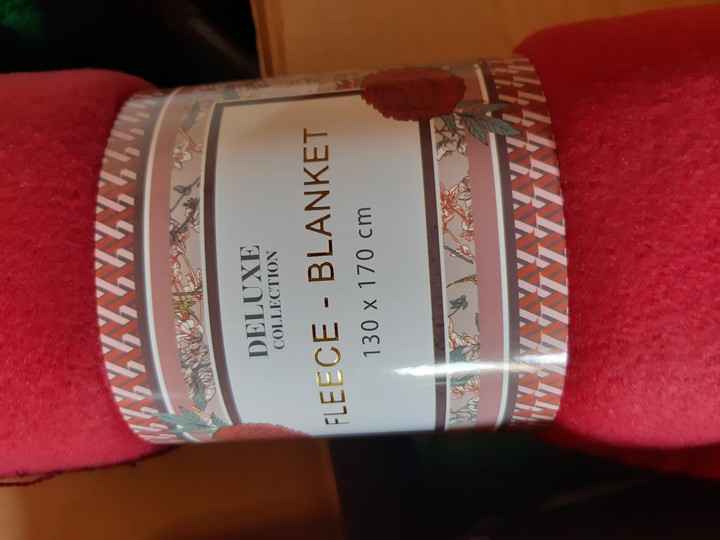 DELUXE
COLLECTION
FLEECE - BLANKET
130 x 170 cm